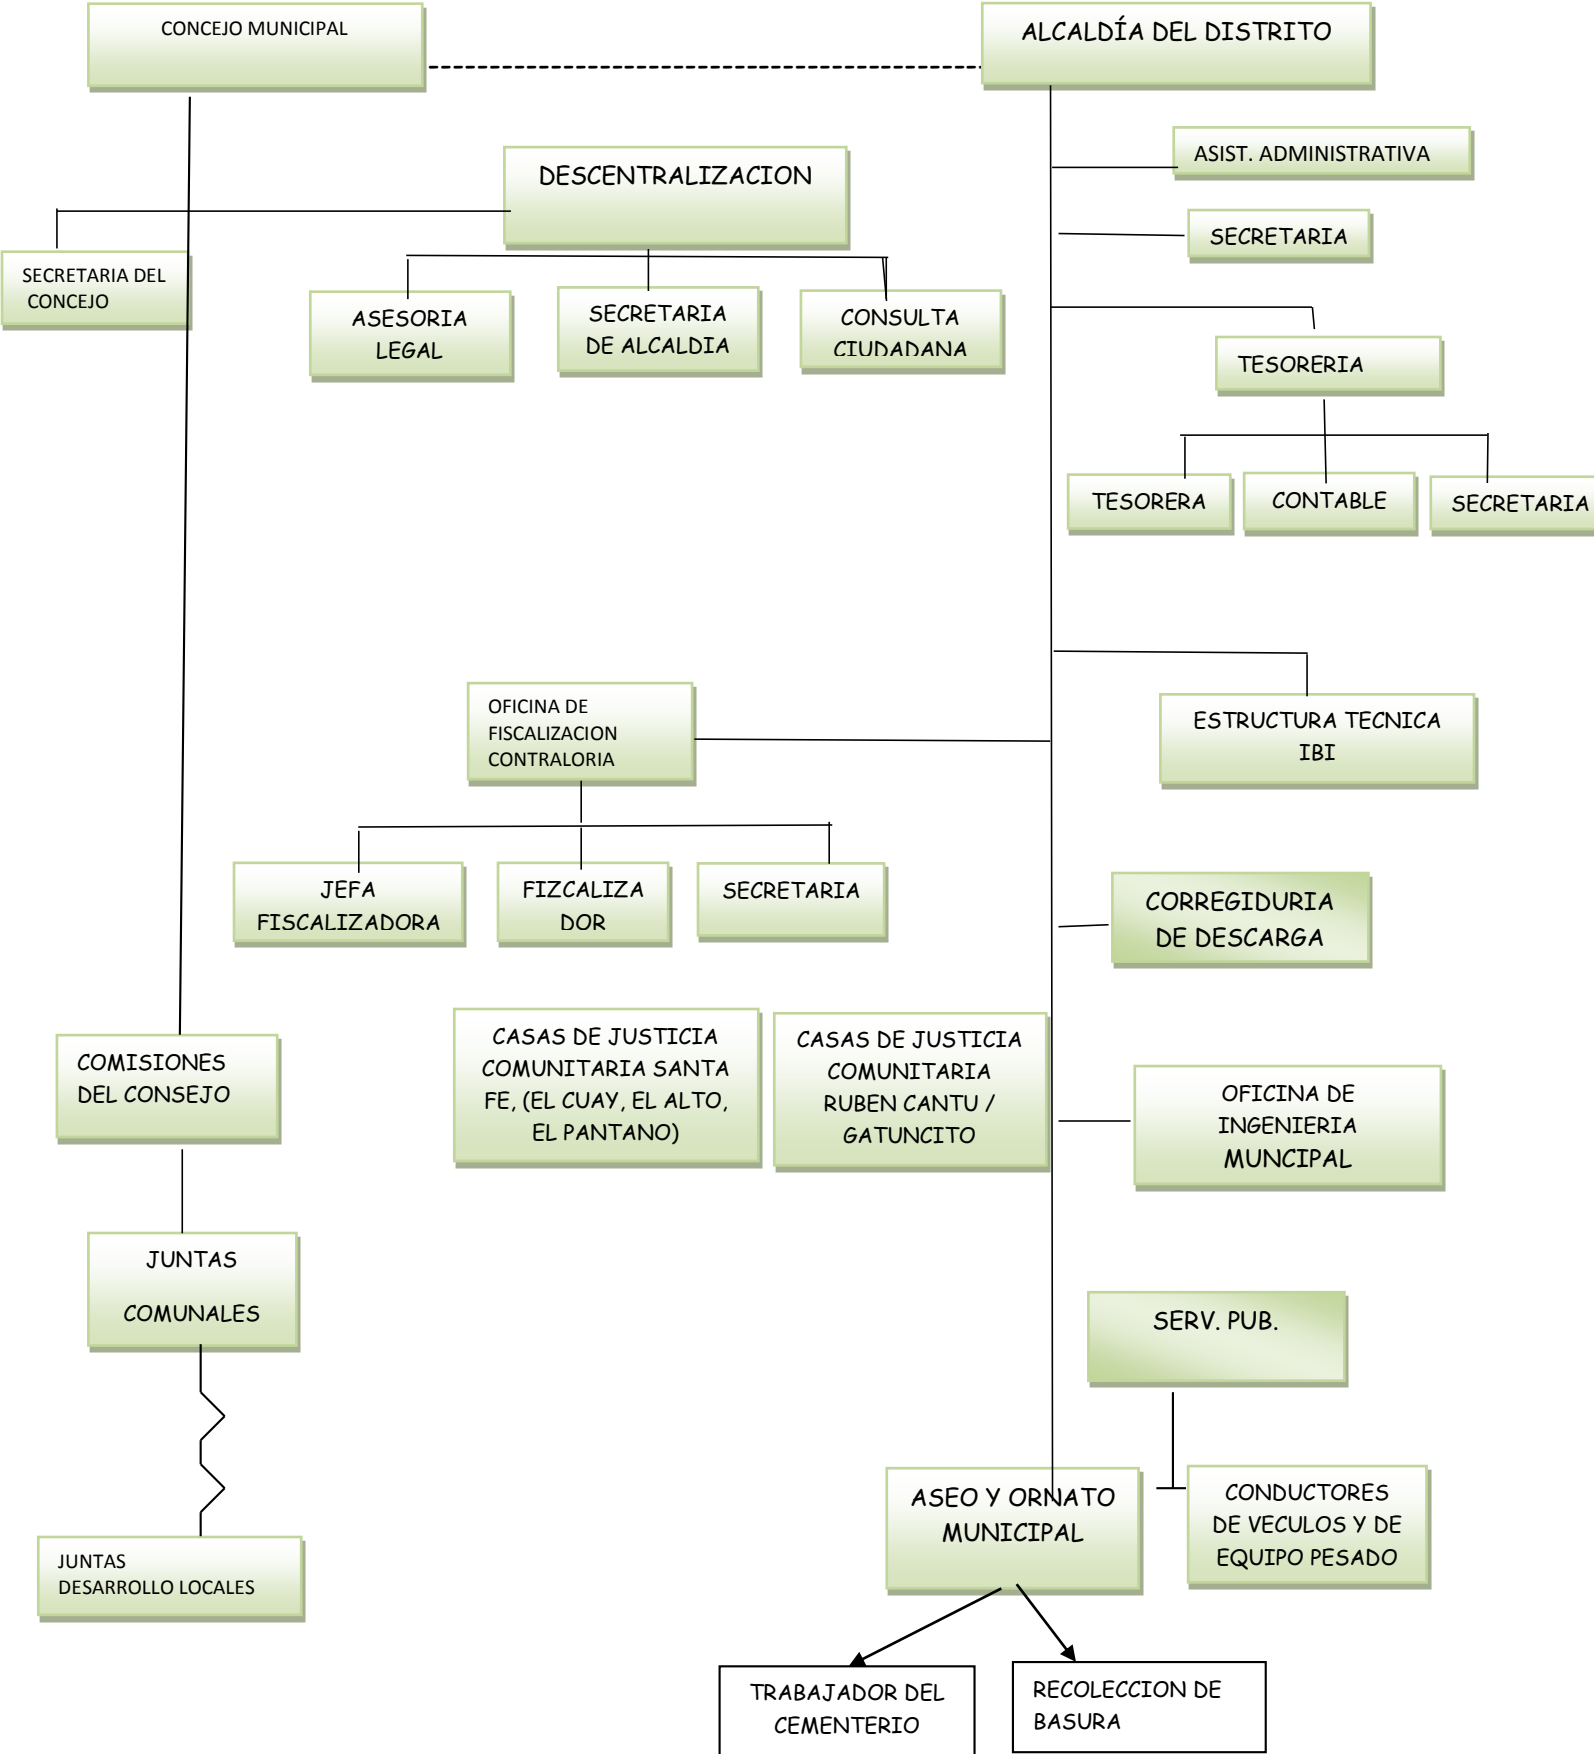 CONCEJO MUNICIPAL
ALCALDÍA DEL DISTRITO
ASIST. ADMINISTRATIVA
DESCENTRALIZACION
SECRETARIA
SECRETARIA DEL
CONCEJO
ASESORIA
LEGAL
SECRETARIA
DE ALCALDIA
CONSULTA
CIUDADANA
TESORERIA
TESORERA
CONTABLE
SECRETARIA
OFICINA DE
FISCALIZACION
CONTRALORIA
ESTRUCTURA TECNICA
IBI
JEFA
FISCALIZADORA
FIZCALIZA
DOR
SECRETARIA
CORREGIDURIA
DE DESCARGA
CASAS DE JUSTICIA
COMUNITARIA SANTA
FE, (EL CUAY, EL ALTO,
EL PANTANO)
CASAS DE JUSTICIA
COMUNITARIA
RUBEN CANTU /
GATUNCITO
COMISIONES
DEL CONSEJO
OFICINA DE
INGENIERIA
MUNCIPAL
JUNTAS
COMUNALES
SERV. PUB.
ASEO Y ORNATO
MUNICIPAL
CONDUCTORES
DE VECULOS Y DE
EQUIPO PESADO
JUNTAS
DESARROLLO LOCALES
TRABAJADOR DEL
CEMENTERIO
RECOLECCION DE
BASURA